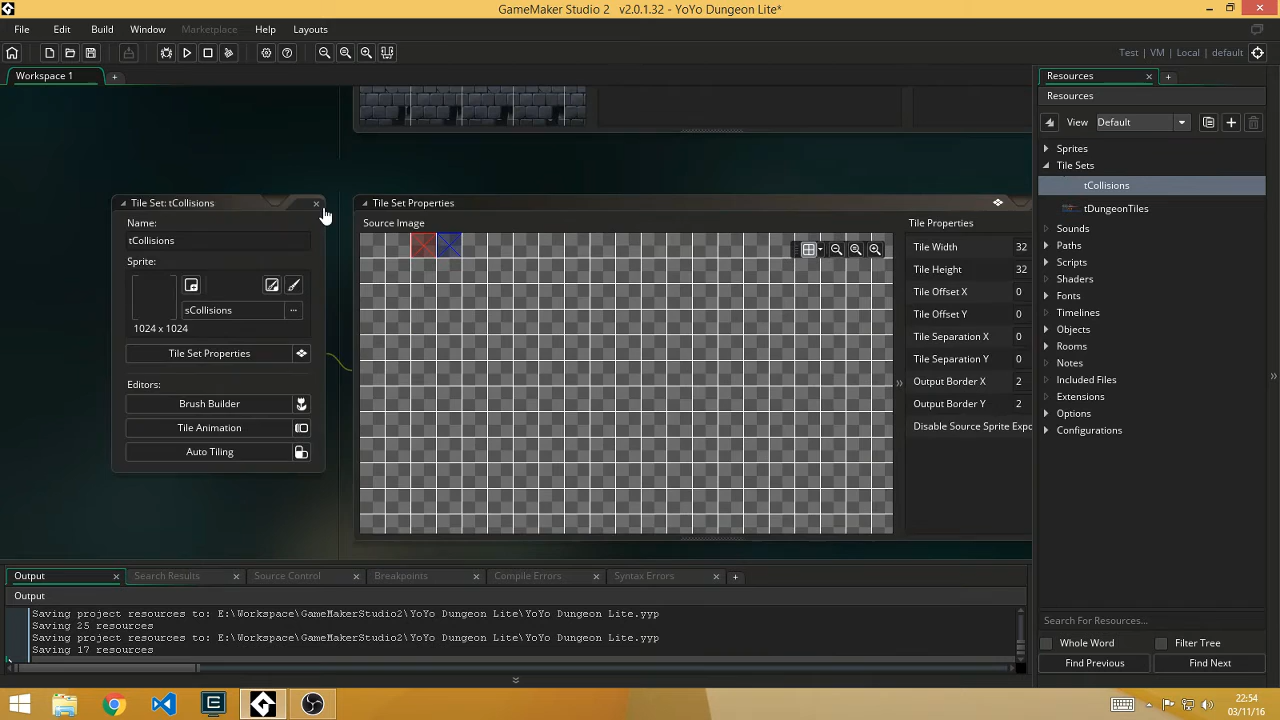 GameMaker Studio 2 v2.0.1.32 - YoYo Dungeon Lite*
File Edit Build Window Marketplace Help Layouts
Test | VM | Local | default
Workspace 1
Resources
Resources
View Default
Sprites
Tile Sets
tCollisions
tDungeonTiles
Sounds
Paths
Scripts
Shaders
Fonts
Timelines
Objects
Rooms
Notes
Included Files
Extensions
Options
Configurations
Search For Resources...
Whole Word Filter Tree
Find Previous Find Next
Tile Set: tCollisions
Name:
tCollisions
Sprite:
sCollisions ...
1024 x 1024
Tile Set Properties
Editors:
Brush Builder
Tile Animation
Auto Tiling
Tile Set Properties
Source Image
Tile Properties
Tile Width 32
Tile Height 32
Tile Offset X 0
Tile Offset Y 0
Tile Separation X 0
Tile Separation Y 0
Output Border X 2
Output Border Y 2
Disable Source Sprite Expo
Output Search Results Source Control Breakpoints Compile Errors Syntax Errors
Output
Saving project resources to: E:\Workspace\GameMakerStudio2\YoYo Dungeon Lite\YoYo Dungeon Lite.yyp
Saving 25 resources
Saving project resources to: E:\Workspace\GameMakerStudio2\YoYo Dungeon Lite\YoYo Dungeon Lite.yyp
Saving 17 resources
22:54
03/11/16